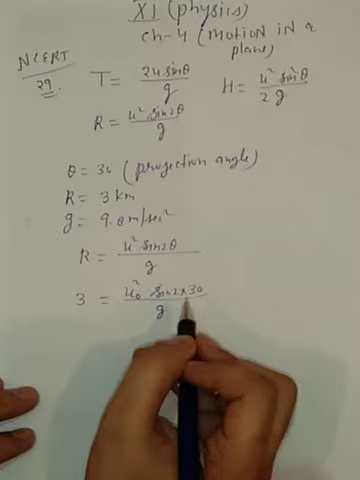 XI (physics)
ch-4 (MOTION IN a plane)
NCERT
29
T = 2u sinθ / g
H = u² sin²θ / 2g
R = u² sin2θ / g
θ = 30 (projection angle)
R = 3 km
g = 9.8 m/sec²
R = u² sin2θ / g
3 = u₀² sin2×30 / g